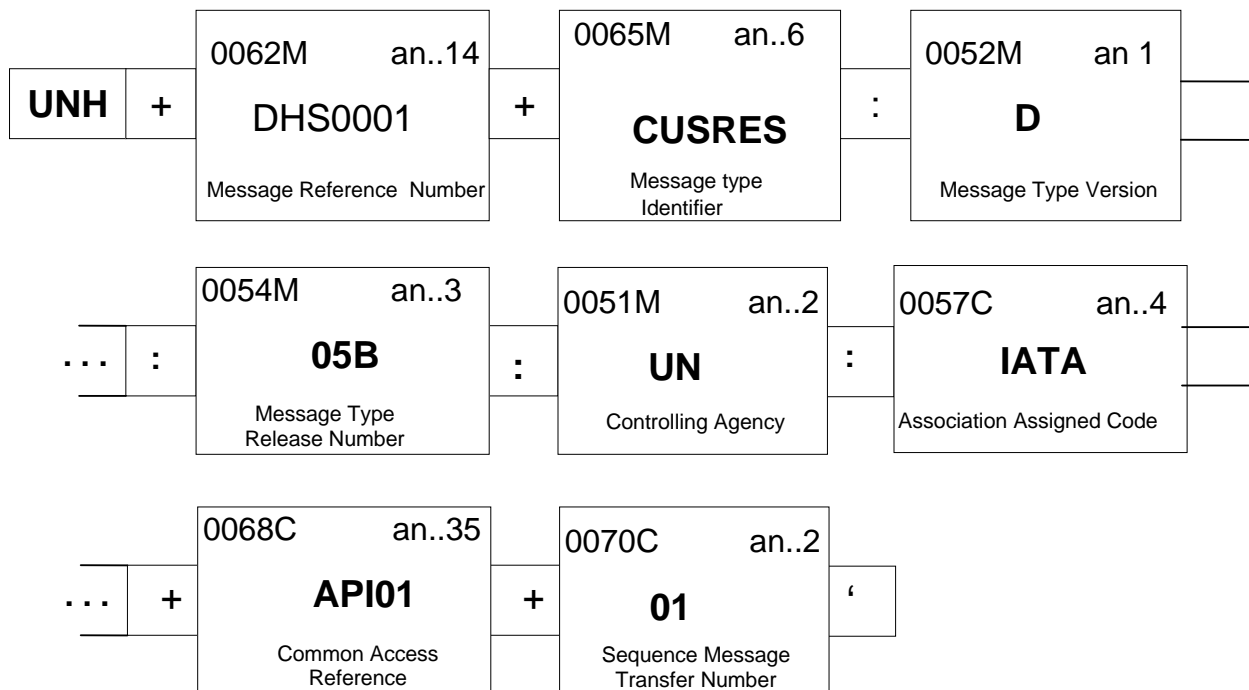 0062M an..14
0065M an..6
0052M an 1
UNH + DHS0001 + CUSRES : D
Message Reference Number
Message type
Identifier
Message Type Version
0054M an..3
0051M an..2
0057C an..4
... : 05B : UN : IATA
Message Type
Release Number
Controlling Agency
Association Assigned Code
0068C an..35
0070C an..2
... + API01 + 01 ‘
Common Access
Reference
Sequence Message
Transfer Number